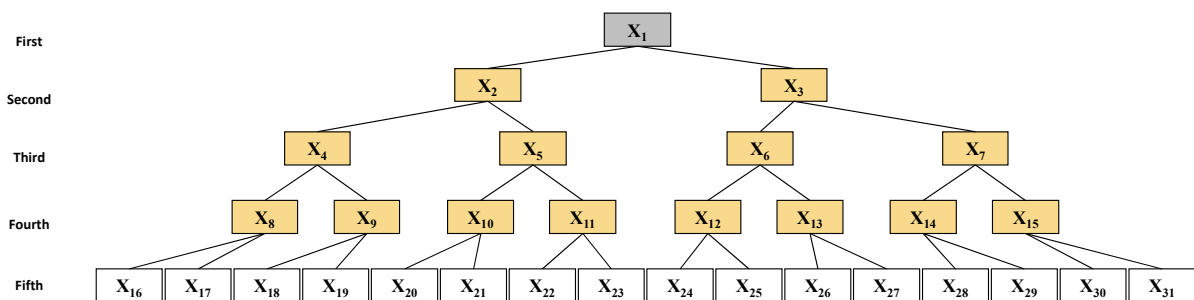 First X₁
Second X₂ X₃
Third X₄ X₅ X₆ X₇
Fourth X₈ X₉ X₁₀ X₁₁ X₁₂ X₁₃ X₁₄ X₁₅
Fifth X₁₆ X₁₇ X₁₈ X₁₉ X₂₀ X₂₁ X₂₂ X₂₃ X₂₄ X₂₅ X₂₆ X₂₇ X₂₈ X₂₉ X₃₀ X₃₁